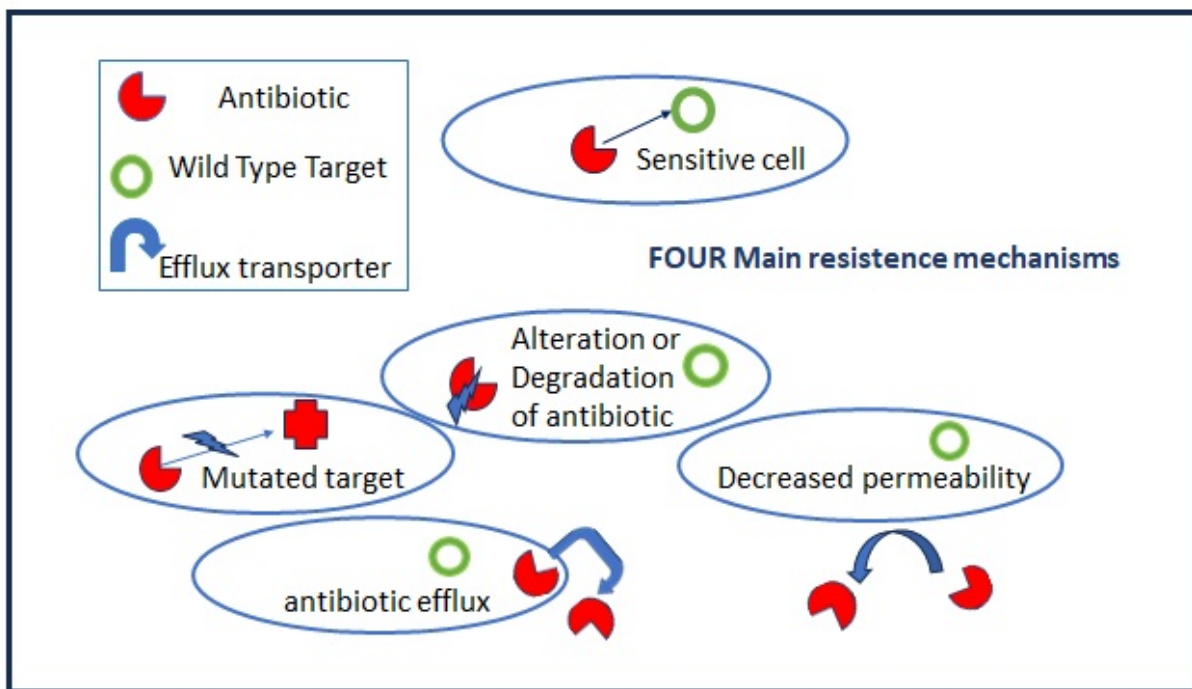 Antibiotic
Wild Type Target
Efflux transporter
Sensitive cell
FOUR Main resistence mechanisms
Alteration or
Degradation
of antibiotic
Mutated target
Decreased permeability
antibiotic efflux